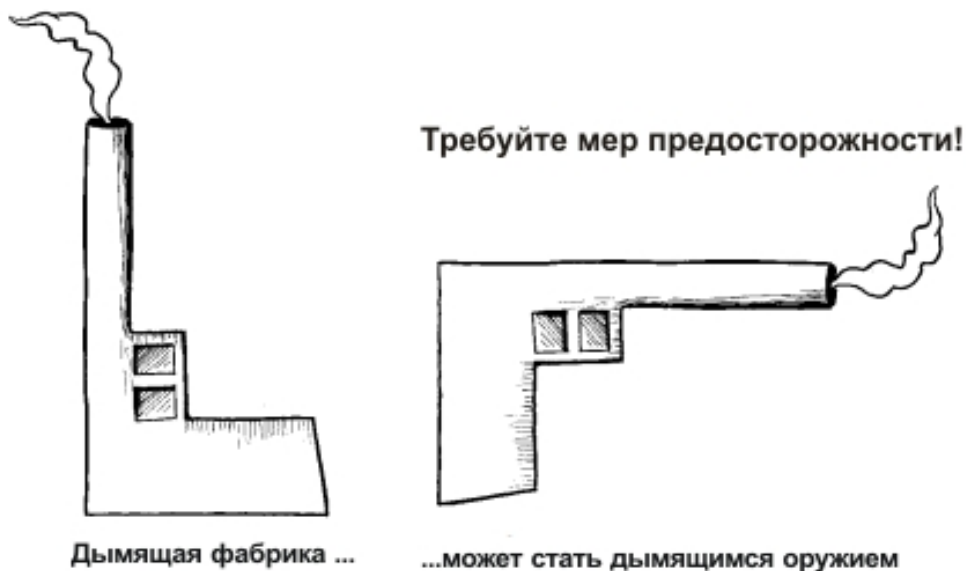 Требуйте мер предосторожности!
Дымящая фабрика ...
...может стать дымящимся оружием